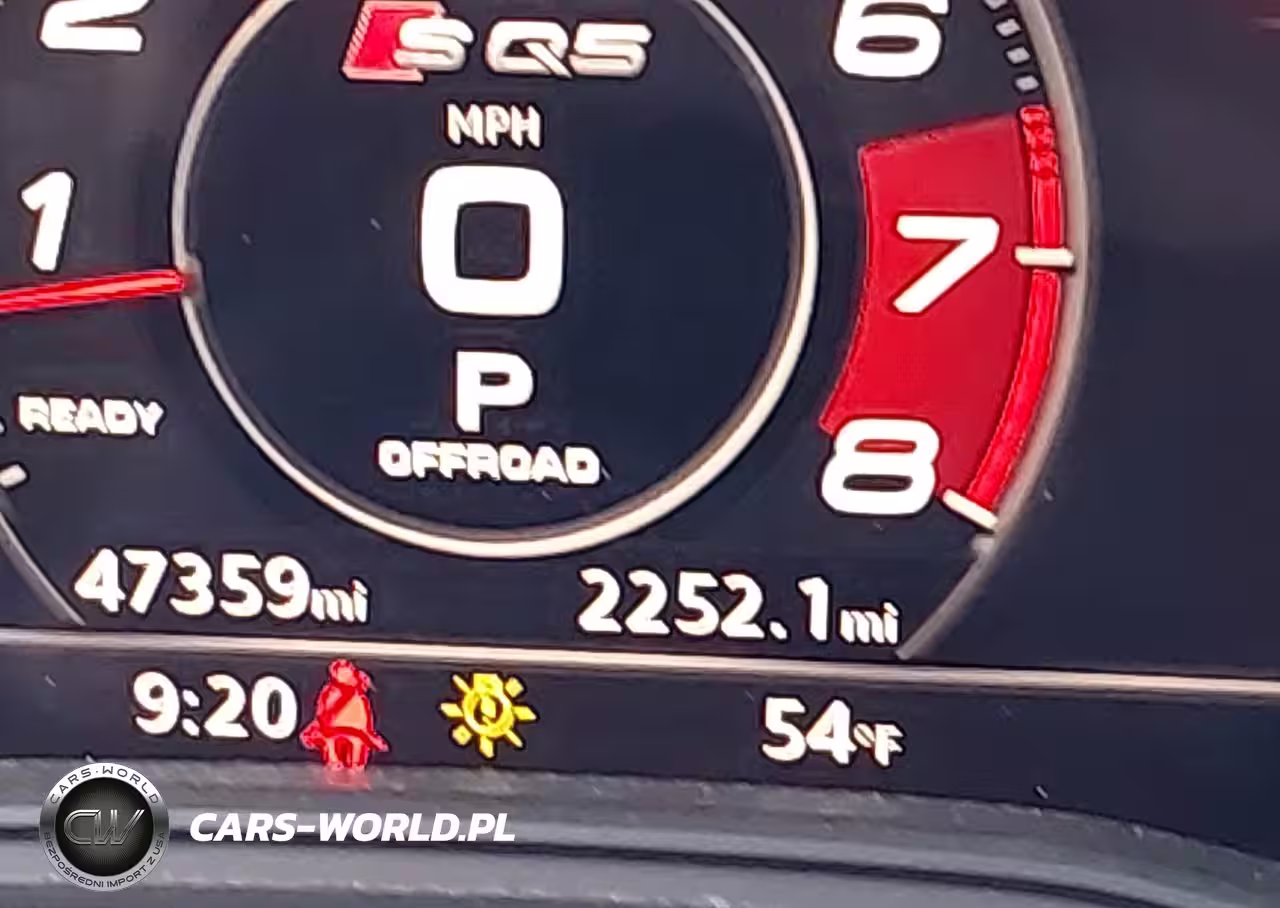 2
S SQ5
6
MPH
1
0
7
P
READY
OFFROAD
8
47359mi
2252.1mi
9:20
54°F
CARS-WORLD
CW
BEZPOŚREDNI IMPORT Z USA
CARS-WORLD.PL